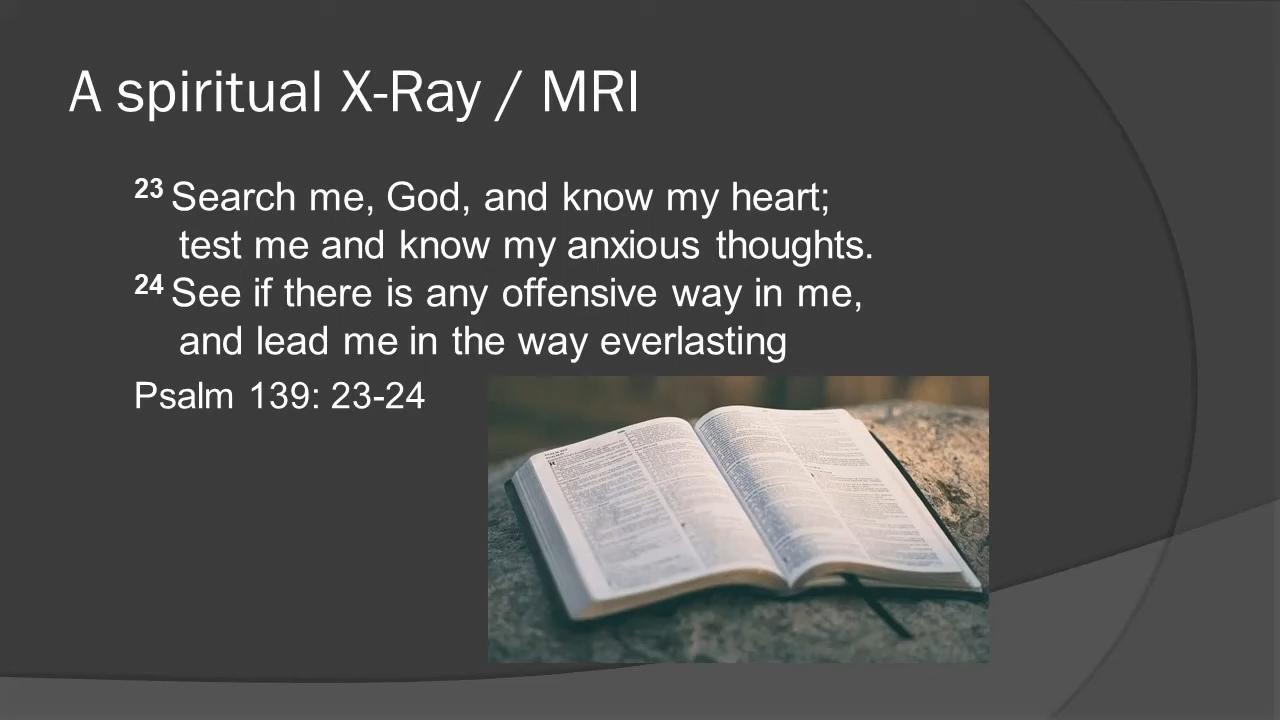 A spiritual X-Ray / MRI
23 Search me, God, and know my heart;
test me and know my anxious thoughts.
24 See if there is any offensive way in me,
and lead me in the way everlasting
Psalm 139: 23-24